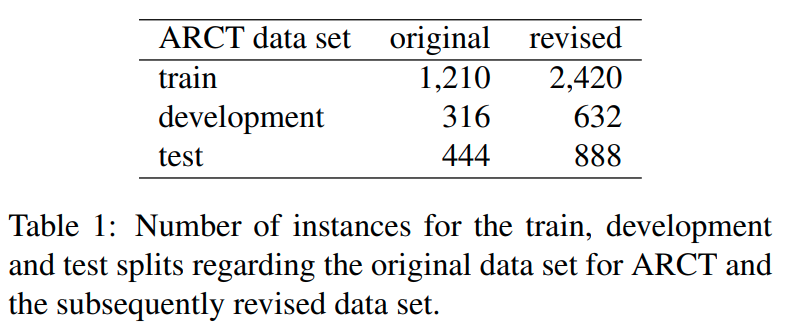 ARCT data set original revised
train 1,210 2,420
development 316 632
test 444 888
Table 1: Number of instances for the train, development
and test splits regarding the original data set for ARCT and
the subsequently revised data set.